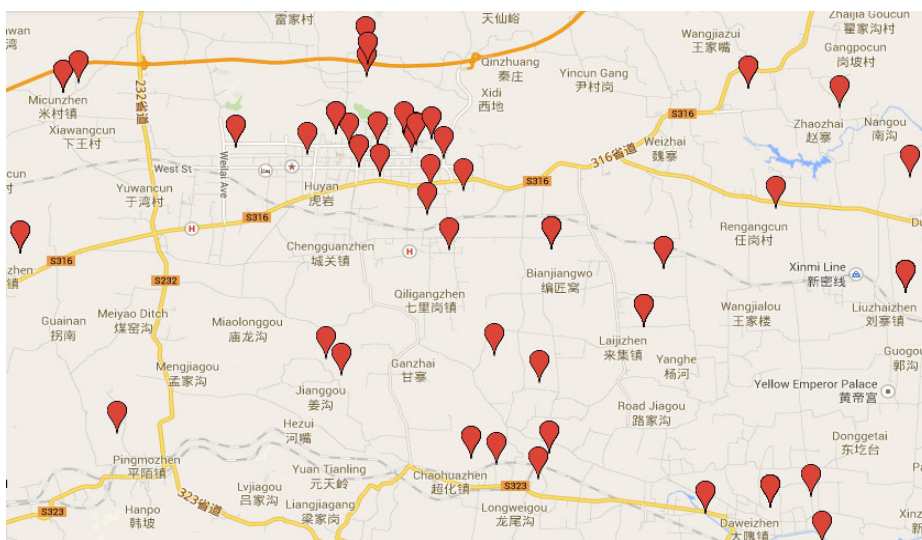 雷家村
天仙峪
Zhaijia Goucun
翟家沟村
awan
湾
Wangjiazui
王家嘴
Gangpocun
岗坡村
Qinzhuang
秦庄
Yincun Gang
尹村岗
232省道
Micunzhen
米村镇
Xidi
西地
S316
Zhaozhai
赵寨
Nangou
南沟
Xiawangcun
下王村
Weizhai
魏寨
316省道
Weilai Ave
West St
cun
村
Yuwancun
于湾村
Huyan
虎岩
S316
S316
Rengangcun
任岗村
Du
H
Chengguanzhen
城关镇
H
zhen
镇
S316
S232
Bianjiangwo
编匠窝
Xinmi Line
新密线
Qiligangzhen
七里岗镇
Liuzhaizhen
刘寨镇
Guainan
拐南
Meiyao Ditch
煤窑沟
Miaolonggou
庙龙沟
Wangjialou
王家楼
Laijizhen
来集镇
Guogou
郭沟
Mengjiagou
孟家沟
Ganzhai
甘寨
Yanghe
杨河
Jianggou
姜沟
Yellow Emperor Palace
黄帝宫
Road Jiagou
路家沟
Hezui
河嘴
Donggetai
东圪台
Pingmozhen
平陌镇
Yuan Tianling
元天岭
Chaohuazhen
超化镇
Lvjiagou
吕家沟
323省道
S323
Liangjiagang
梁家岗
Longweigou
龙尾沟
Hanpo
韩坡
S323
S323
Daweizhen
大隗镇
Xinz
新